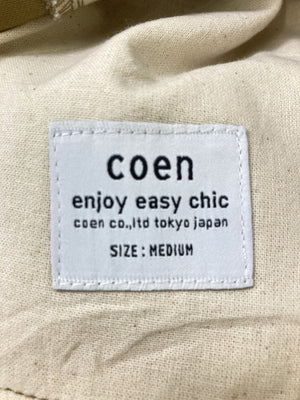 coen
enjoy easy chic
coen co.,ltd tokyo japan
SIZE: MEDIUM